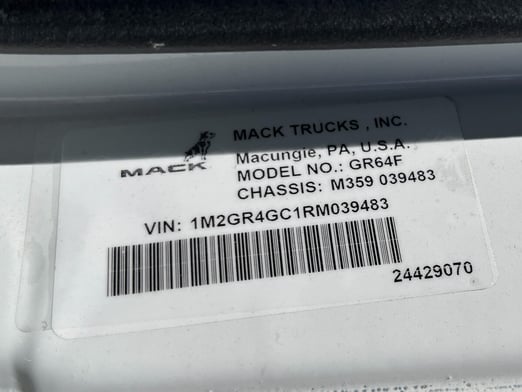 MACK
MACK TRUCKS , INC.
Macungie, PA, U.S.A.
MODEL NO.: GR64F
CHASSIS: M359 039483
VIN: 1M2GR4GC1RM039483
24429070